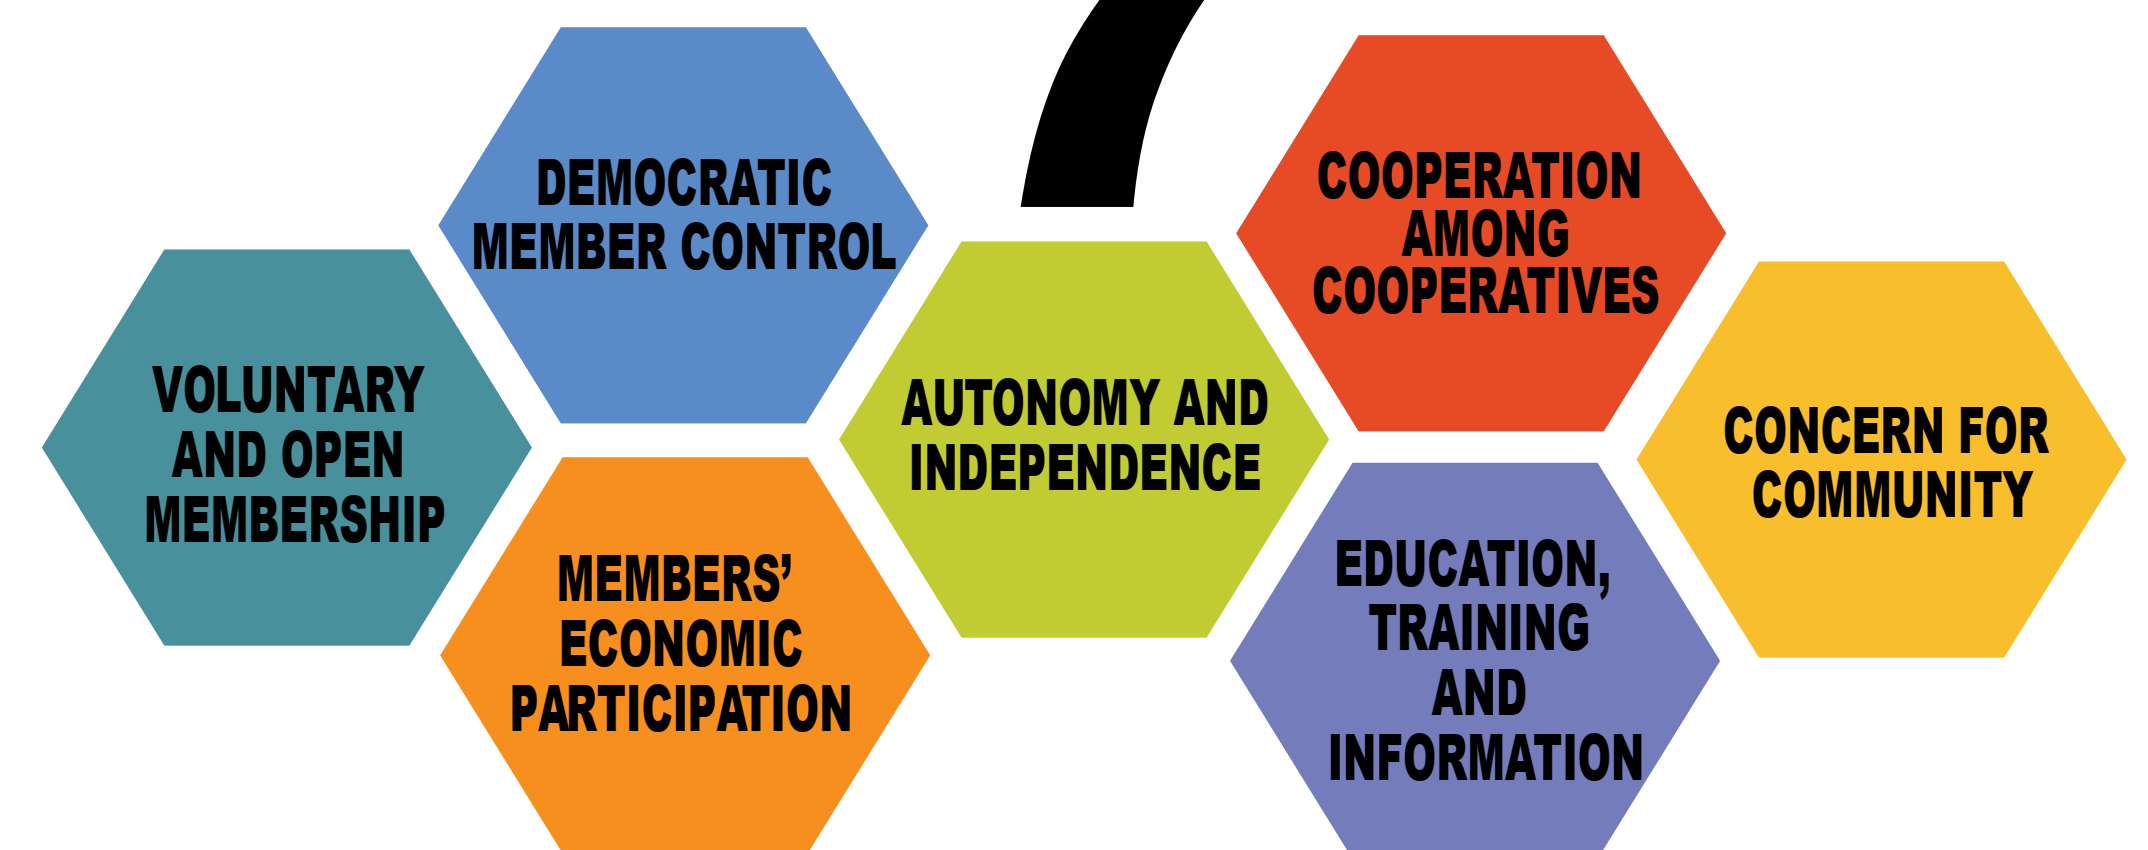 VOLUNTARY
AND OPEN
MEMBERSHIP
DEMOCRATIC
MEMBER CONTROL
MEMBERS’
ECONOMIC
PARTICIPATION
AUTONOMY AND
INDEPENDENCE
COOPERATION
AMONG
COOPERATIVES
EDUCATION,
TRAINING
AND
INFORMATION
CONCERN FOR
COMMUNITY